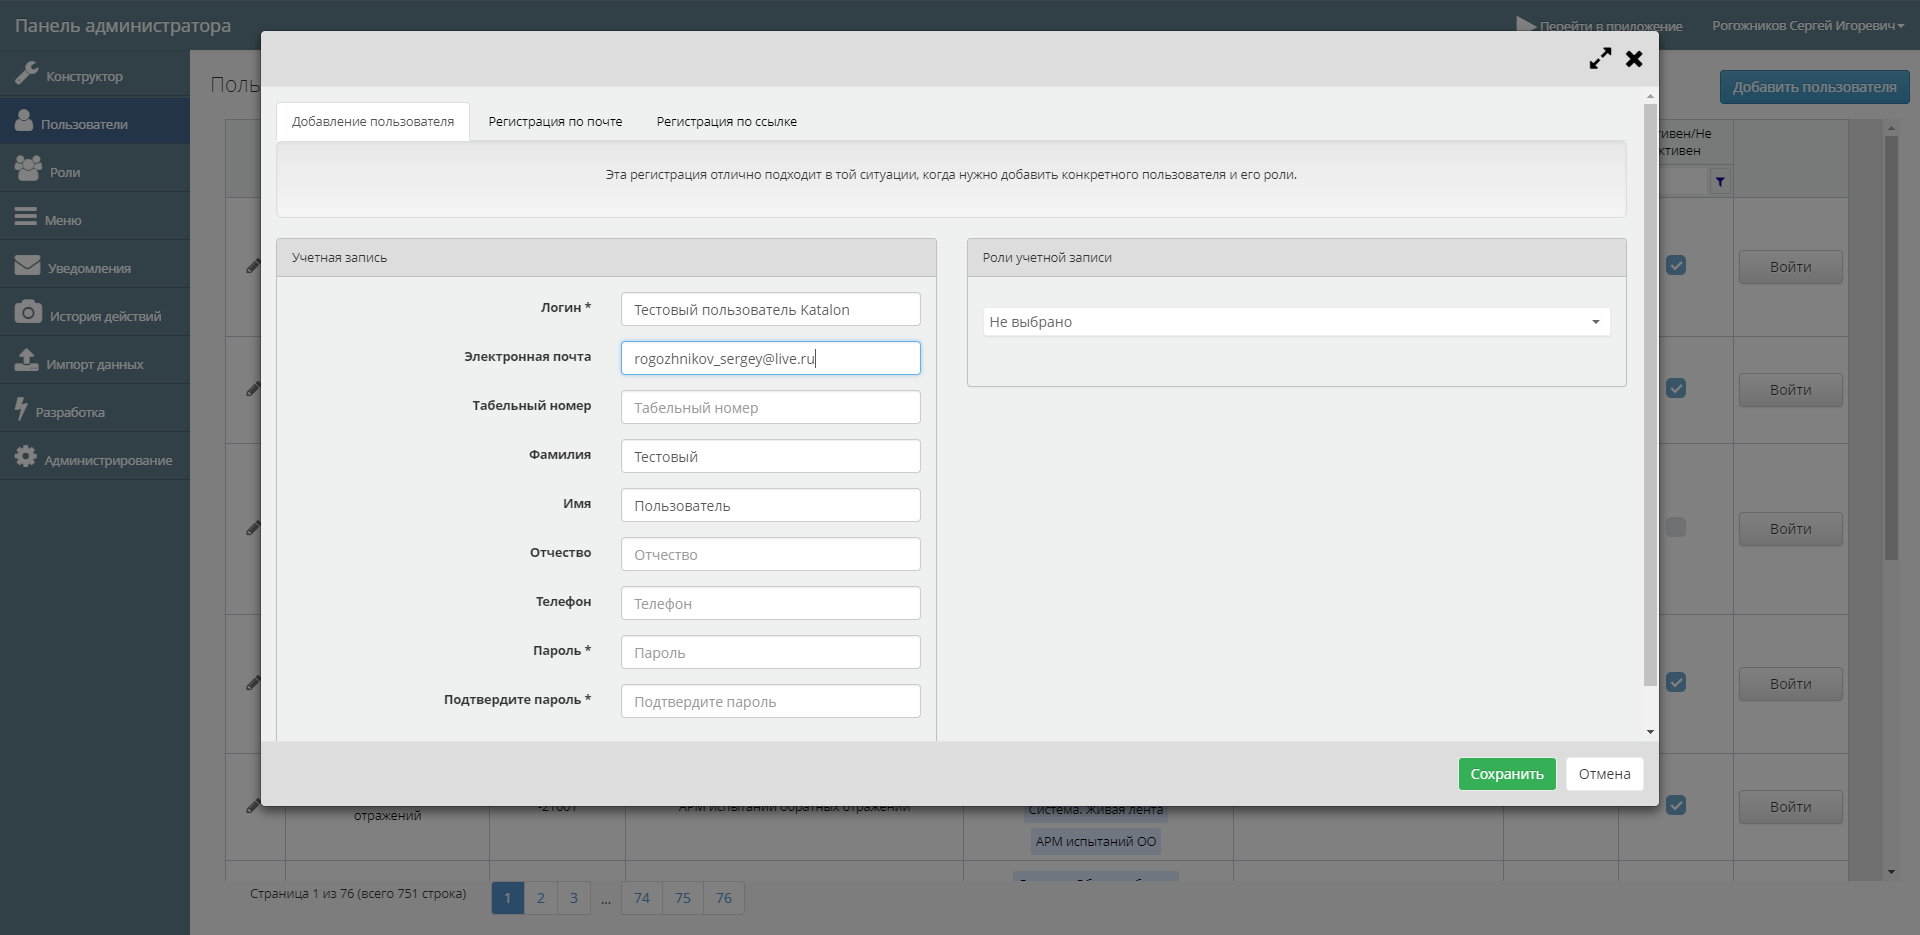 Панель администратора
Перейти в приложение
Рогожников Сергей Игоревич
Конструктор
Пользователи
Роли
Меню
Уведомления
История действий
Импорт данных
Разработка
Администрирование
Добавить пользователя
Добавление пользователя
Регистрация по почте
Регистрация по ссылке
Эта регистрация отлично подходит в той ситуации, когда нужно добавить конкретного пользователя и его роли.
Учетная запись
Логин *
Тестовый пользователь Katalon
Электронная почта
rogozhnikov_sergey@live.ru
Табельный номер
Табельный номер
Фамилия
Тестовый
Имя
Пользователь
Отчество
Отчество
Телефон
Телефон
Пароль *
Пароль
Подтвердите пароль *
Подтвердите пароль
Роли учетной записи
Не выбрано
Сохранить
Отмена
Войти
Войти
Войти
Войти
Войти
отражений
АРМ испытаний обратных отражений
Система. Живая лента
АРМ испытаний ОО
Страница 1 из 76 (всего 751 строка)
1 2 3 ... 74 75 76